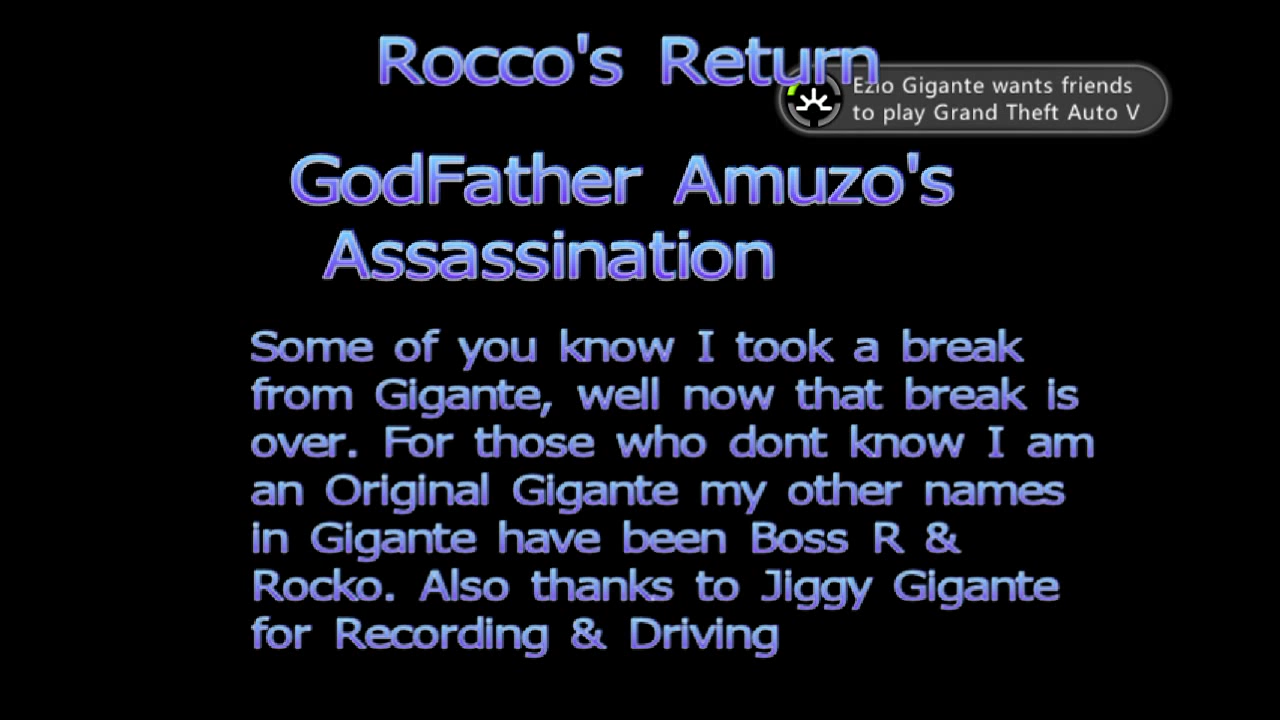 Rocco's Return
Ezio Gigante wants friends
to play Grand Theft Auto V
GodFather Amuzo's
Assassination
Some of you know I took a break
from Gigante, well now that break is
over. For those who dont know I am
an Original Gigante my other names
in Gigante have been Boss R &
Rocko. Also thanks to Jiggy Gigante
for Recording & Driving